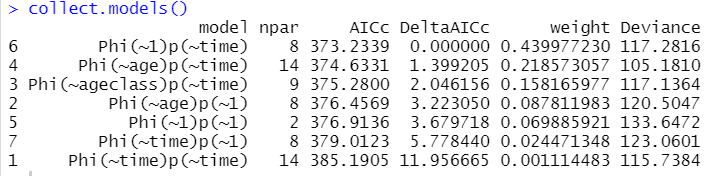 > collect.models()
model npar AICc DeltaAICc weight Deviance
6 Phi(~1)p(~time) 8 373.2339 0.000000 0.439977230 117.2816
4 Phi(~age)p(~time) 14 374.6331 1.399205 0.218573057 105.1810
3 Phi(~ageclass)p(~time) 9 375.2800 2.046156 0.158165977 117.1364
2 Phi(~age)p(~1) 8 376.4569 3.223050 0.087811983 120.5047
5 Phi(~1)p(~1) 2 376.9136 3.679718 0.069885921 133.6472
7 Phi(~time)p(~1) 8 379.0123 5.778440 0.024471348 123.0601
1 Phi(~time)p(~time) 14 385.1905 11.956665 0.001114483 115.7384